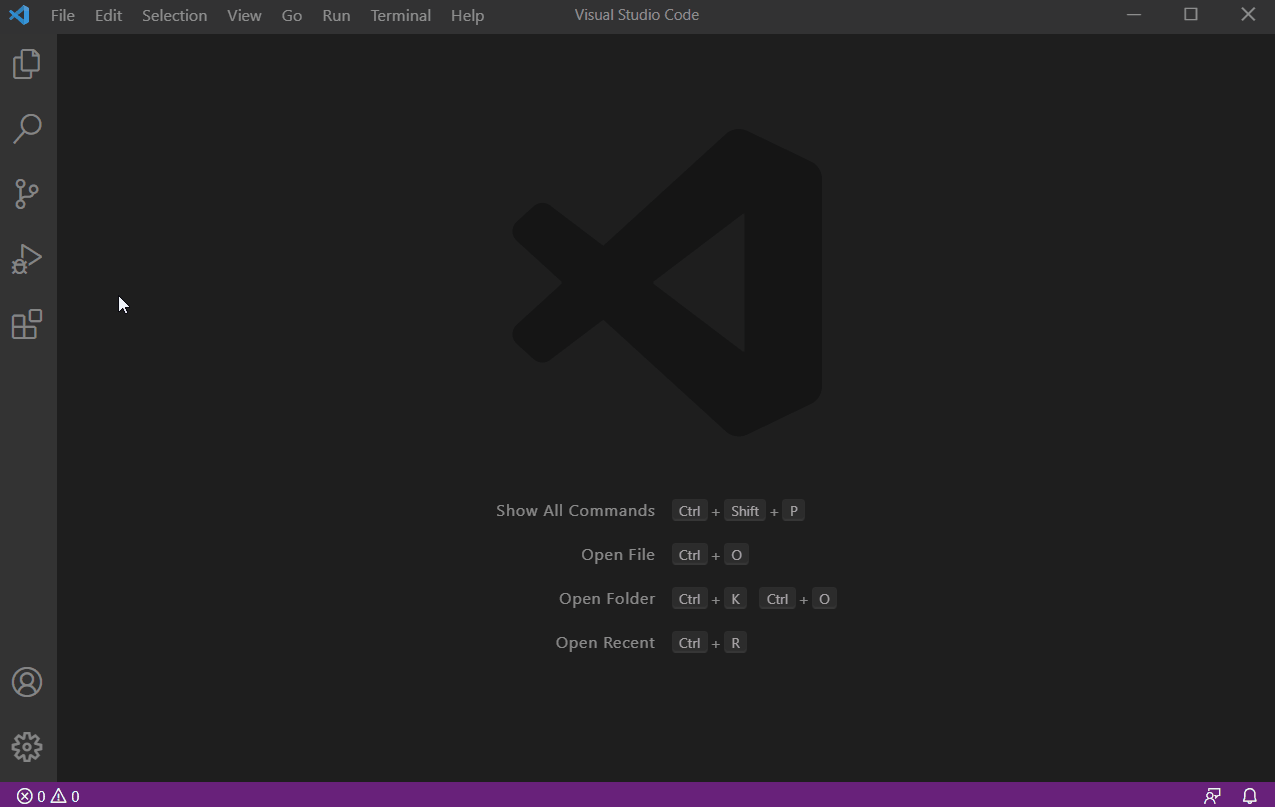 File Edit Selection View Go Run Terminal Help Visual Studio Code
Show All Commands Ctrl + Shift + P
Open File Ctrl + O
Open Folder Ctrl + K Ctrl + O
Open Recent Ctrl + R
0 0